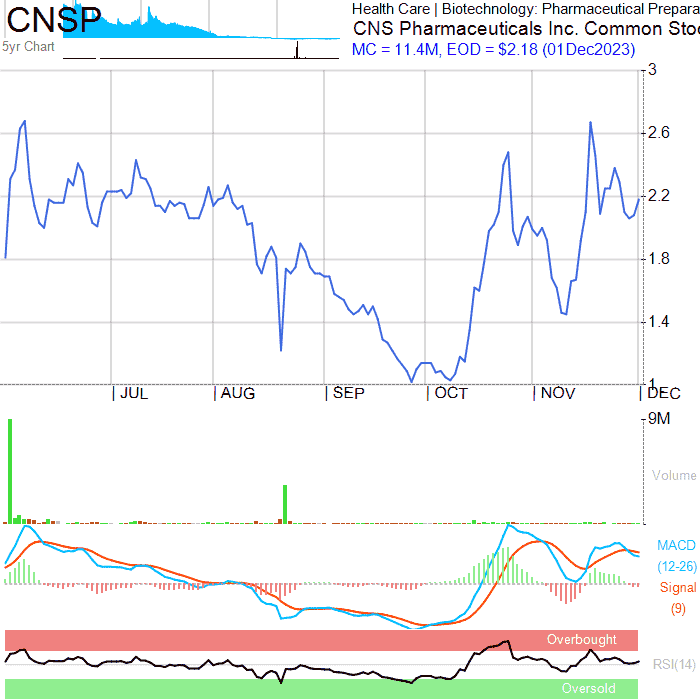 CNSP
5yr Chart
Health Care | Biotechnology: Pharmaceutical Prepara
CNS Pharmaceuticals Inc. Common Sto
MC = 11.4M, EOD = $2.18 (01Dec2023)
3
2.6
2.2
1.8
1.4
1
JUL AUG SEP OCT NOV DEC
9M
Volume
MACD
(12-26)
Signal
(9)
Overbought
RSI(14)
Oversold